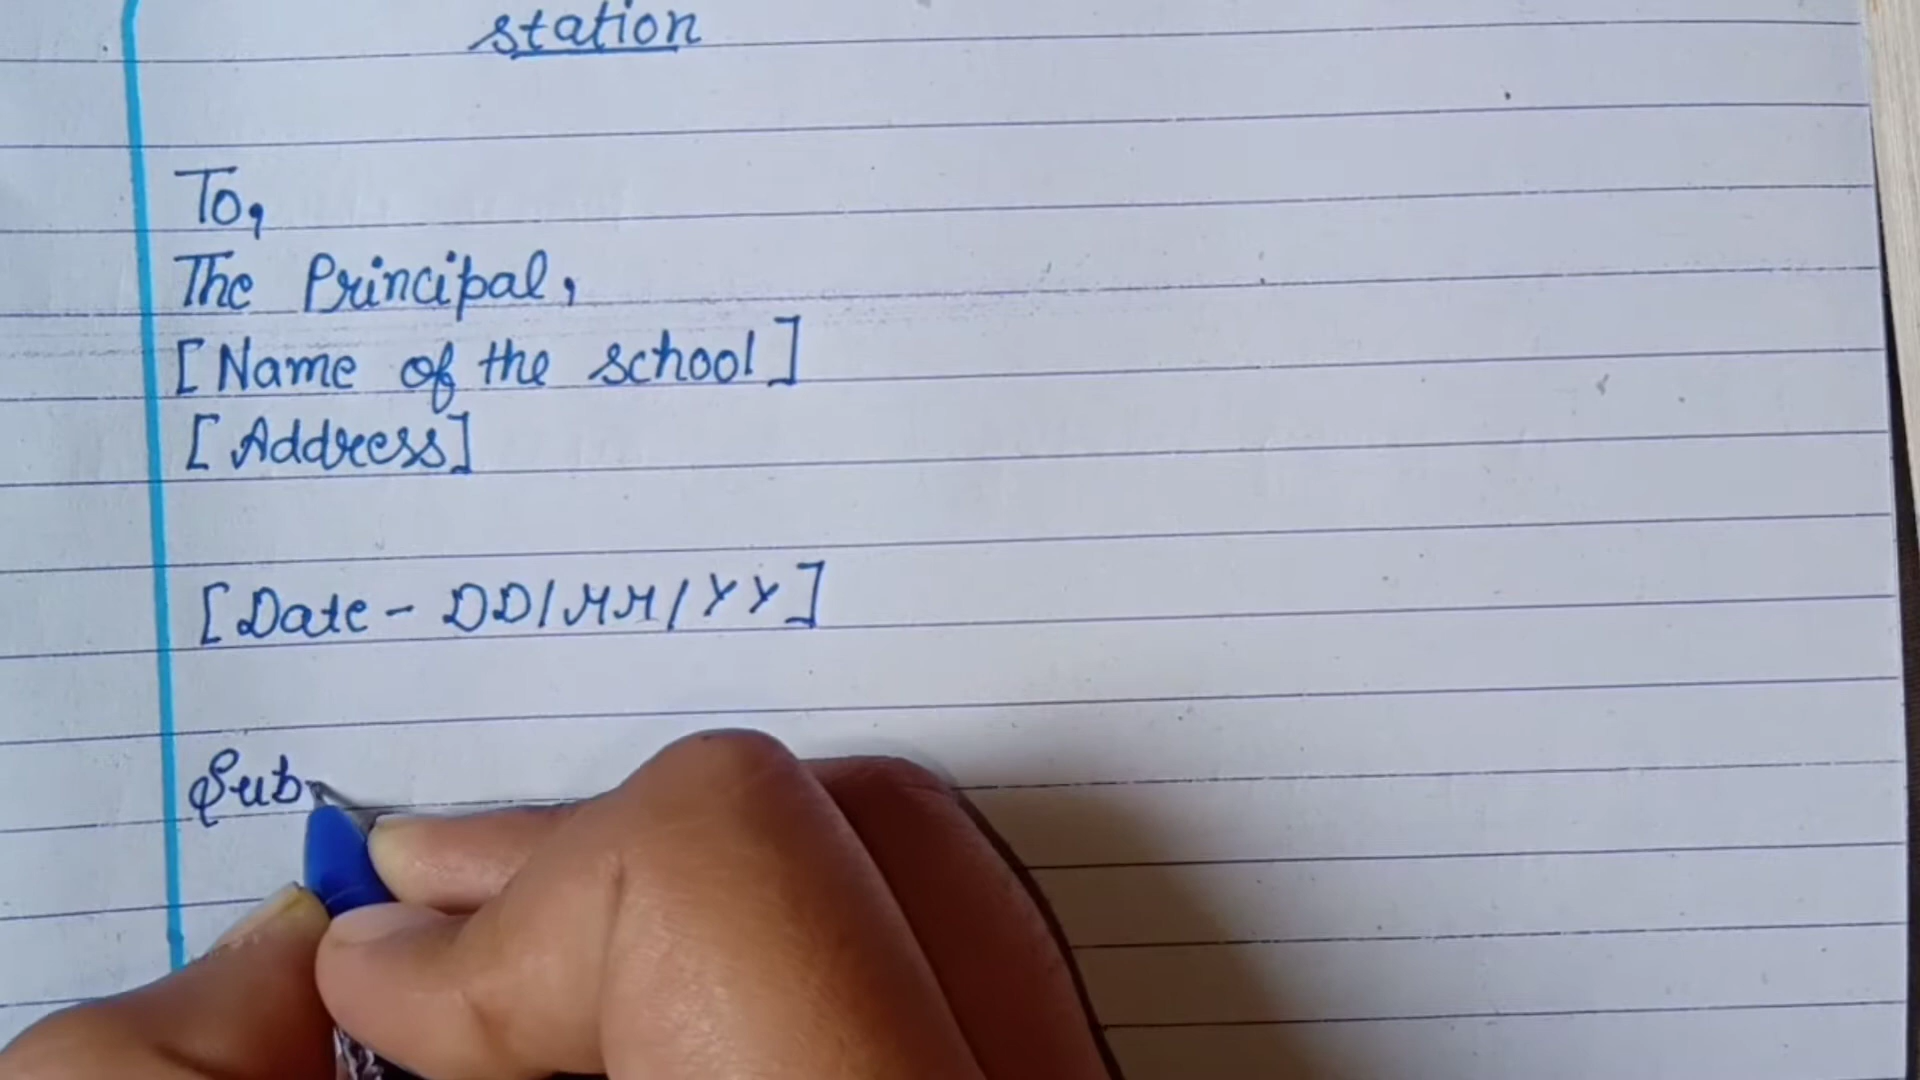 station
To,
The Principal,
[Name of the school]
[Address]
[Date - DD/MM/YY]
Sub